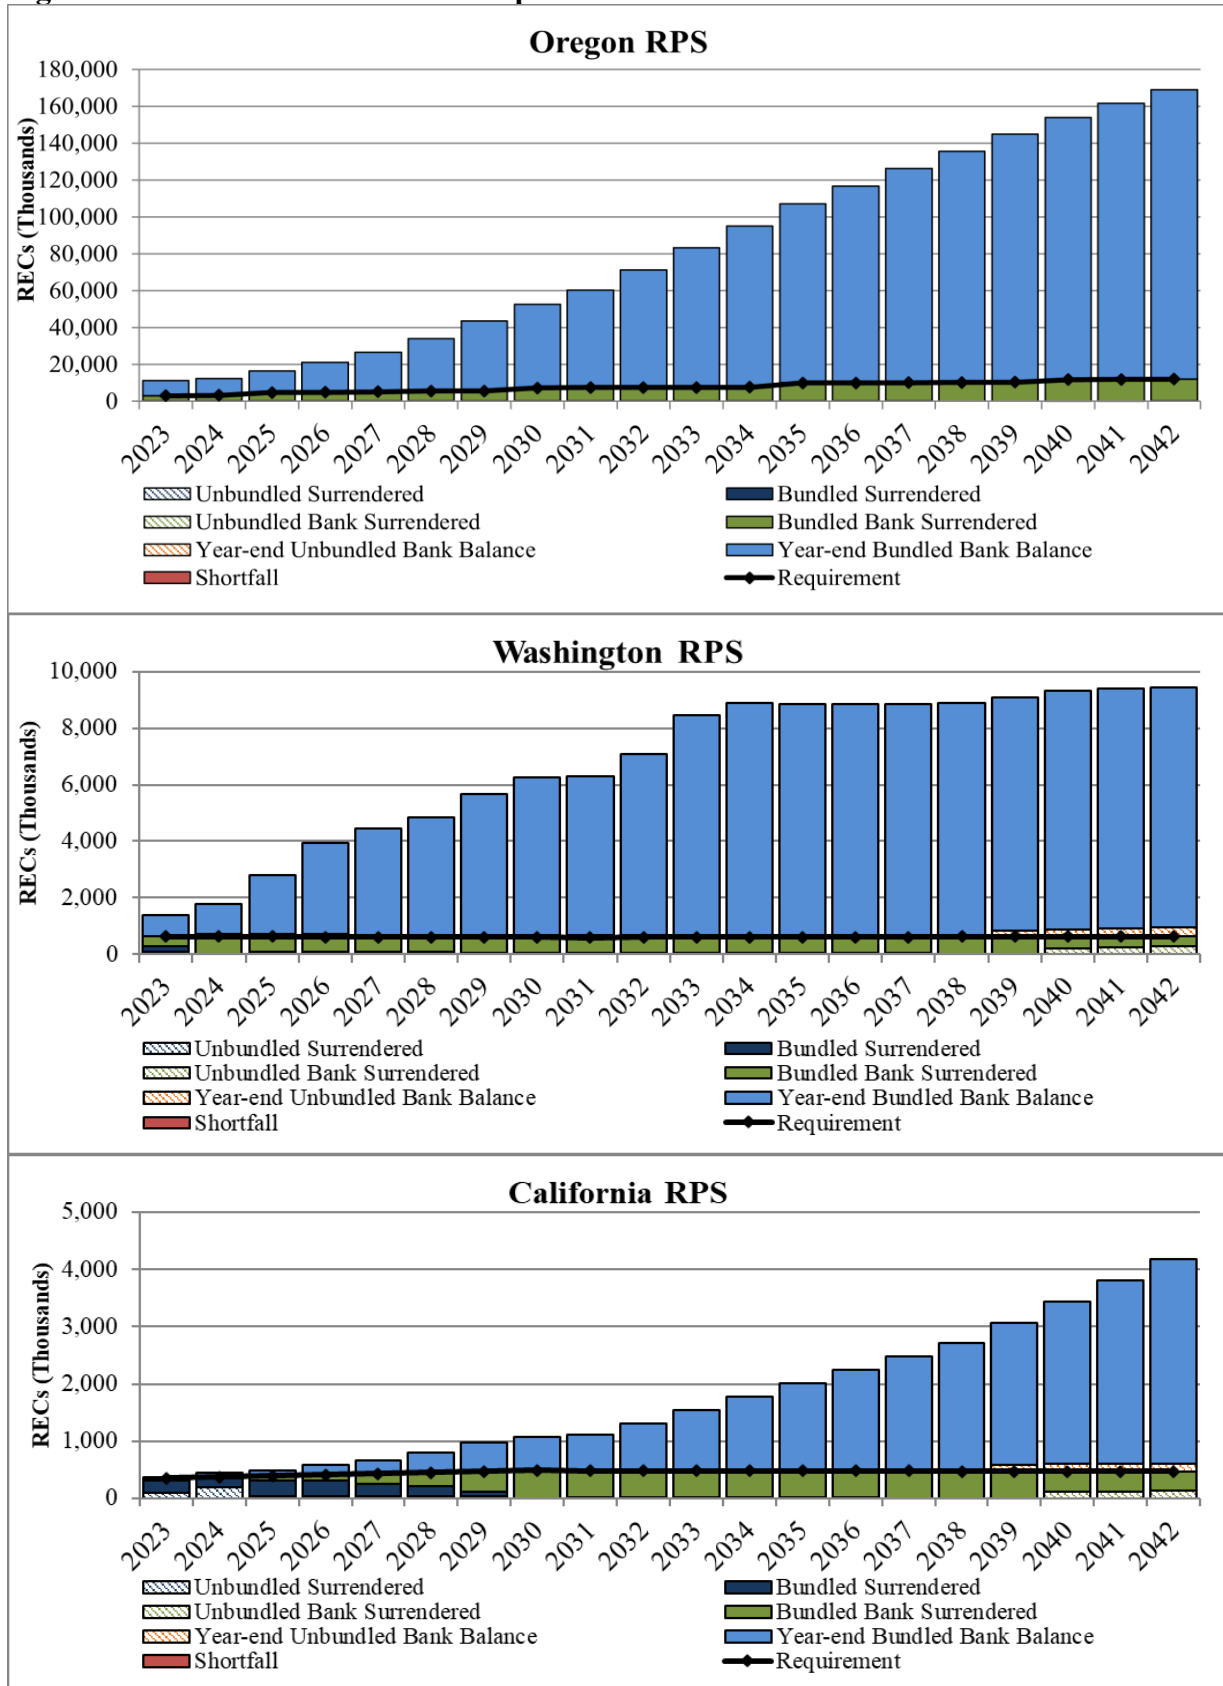 Oregon RPS
RECs (Thousands)
180,000
160,000
140,000
120,000
100,000
80,000
60,000
40,000
20,000
0
2023 2024 2025 2026 2027 2028 2029 2030 2031 2032 2033 2034 2035 2036 2037 2038 2039 2040 2041 2042
Unbundled Surrendered Bundled Surrendered
Unbundled Bank Surrendered Bundled Bank Surrendered
Year-end Unbundled Bank Balance Year-end Bundled Bank Balance
Shortfall Requirement
Washington RPS
RECs (Thousands)
10,000
8,000
6,000
4,000
2,000
0
2023 2024 2025 2026 2027 2028 2029 2030 2031 2032 2033 2034 2035 2036 2037 2038 2039 2040 2041 2042
Unbundled Surrendered Bundled Surrendered
Unbundled Bank Surrendered Bundled Bank Surrendered
Year-end Unbundled Bank Balance Year-end Bundled Bank Balance
Shortfall Requirement
California RPS
RECs (Thousands)
5,000
4,000
3,000
2,000
1,000
0
2023 2024 2025 2026 2027 2028 2029 2030 2031 2032 2033 2034 2035 2036 2037 2038 2039 2040 2041 2042
Unbundled Surrendered Bundled Surrendered
Unbundled Bank Surrendered Bundled Bank Surrendered
Year-end Unbundled Bank Balance Year-end Bundled Bank Balance
Shortfall Requirement